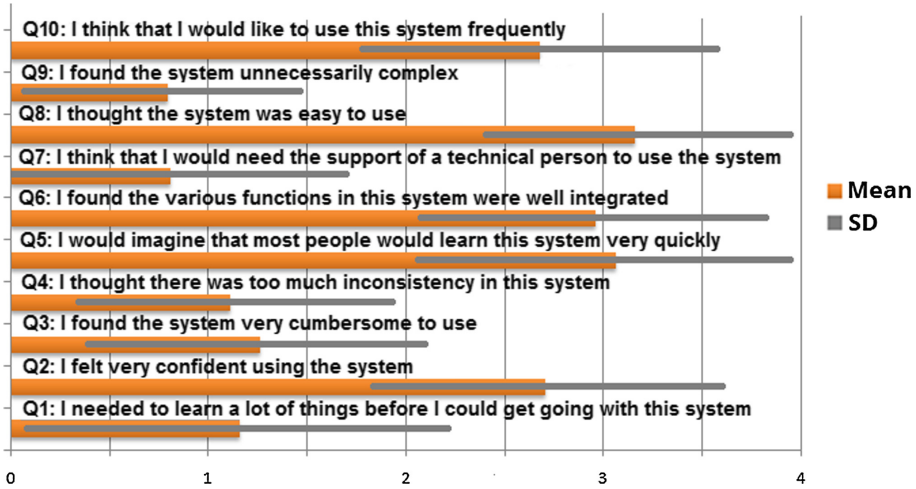 Q10: I think that I would like to use this system frequently
Q9: I found the system unnecessarily complex
Q8: I thought the system was easy to use
Q7: I think that I would need the support of a technical person to use the system
Q6: I found the various functions in this system were well integrated
Q5: I would imagine that most people would learn this system very quickly
Q4: I thought there was too much inconsistency in this system
Q3: I found the system very cumbersome to use
Q2: I felt very confident using the system
Q1: I needed to learn a lot of things before I could get going with this system
0 1 2 3 4
Mean
SD